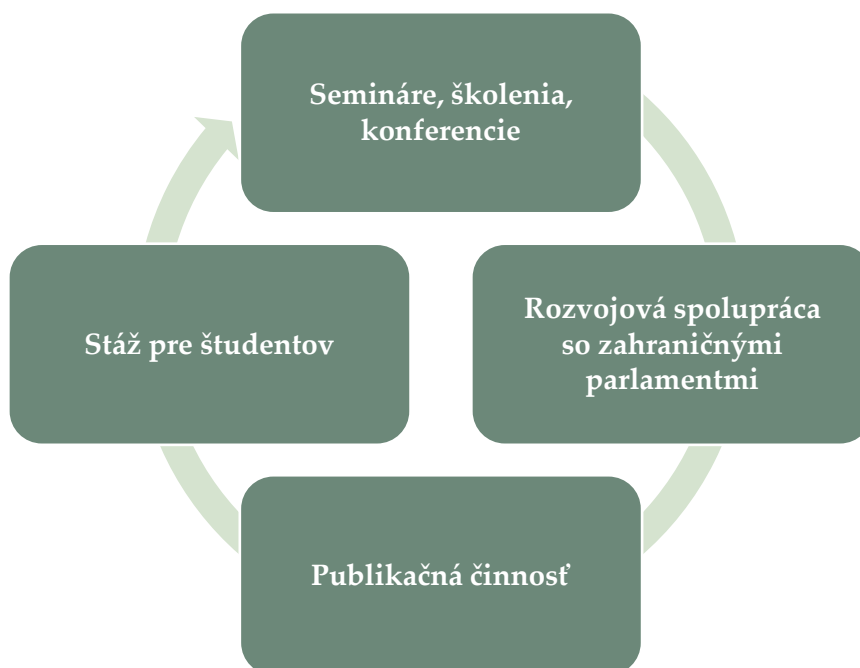 Semináre, školenia,
konferencie
Stáž pre študentov
Rozvojová spolupráca
so zahraničnými
parlamentmi
Publikačná činnosť